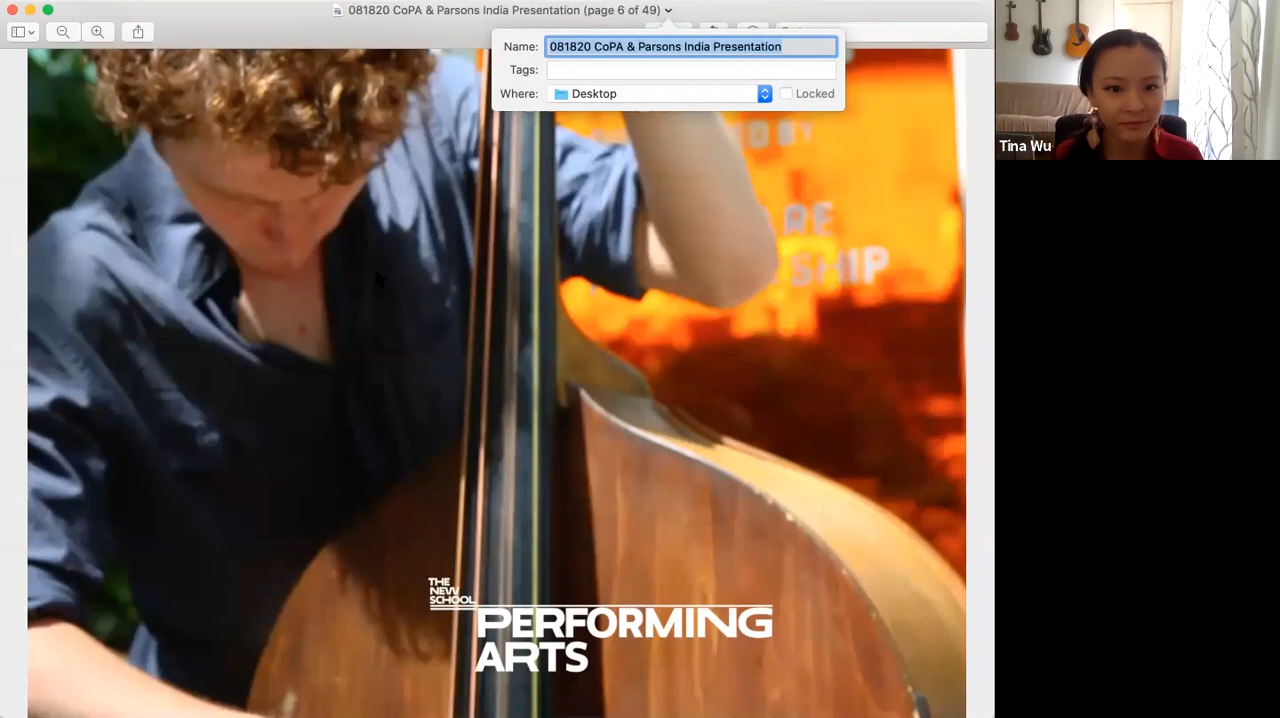 081820 CoPA & Parsons India Presentation (page 6 of 49)
Name: 081820 CoPA & Parsons India Presentation
Tags:
Where: Desktop Locked
Tina Wu
SHIP
THE
NEW
SCHOOL
PERFORMING
ARTS